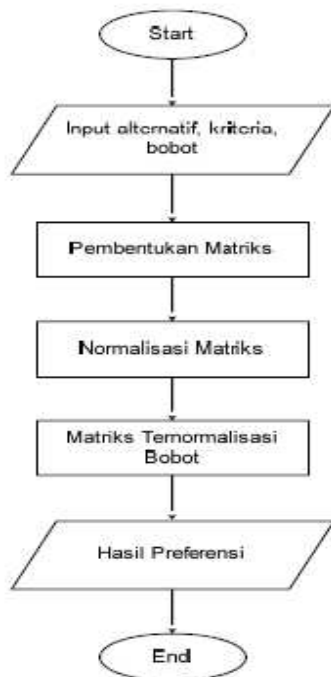 Start
Input alternatif, kriteria,
bobot
Pembentukan Matriks
Normalisasi Matriks
Matriks Ternormalisasi
Bobot
Hasil Preferensi
End